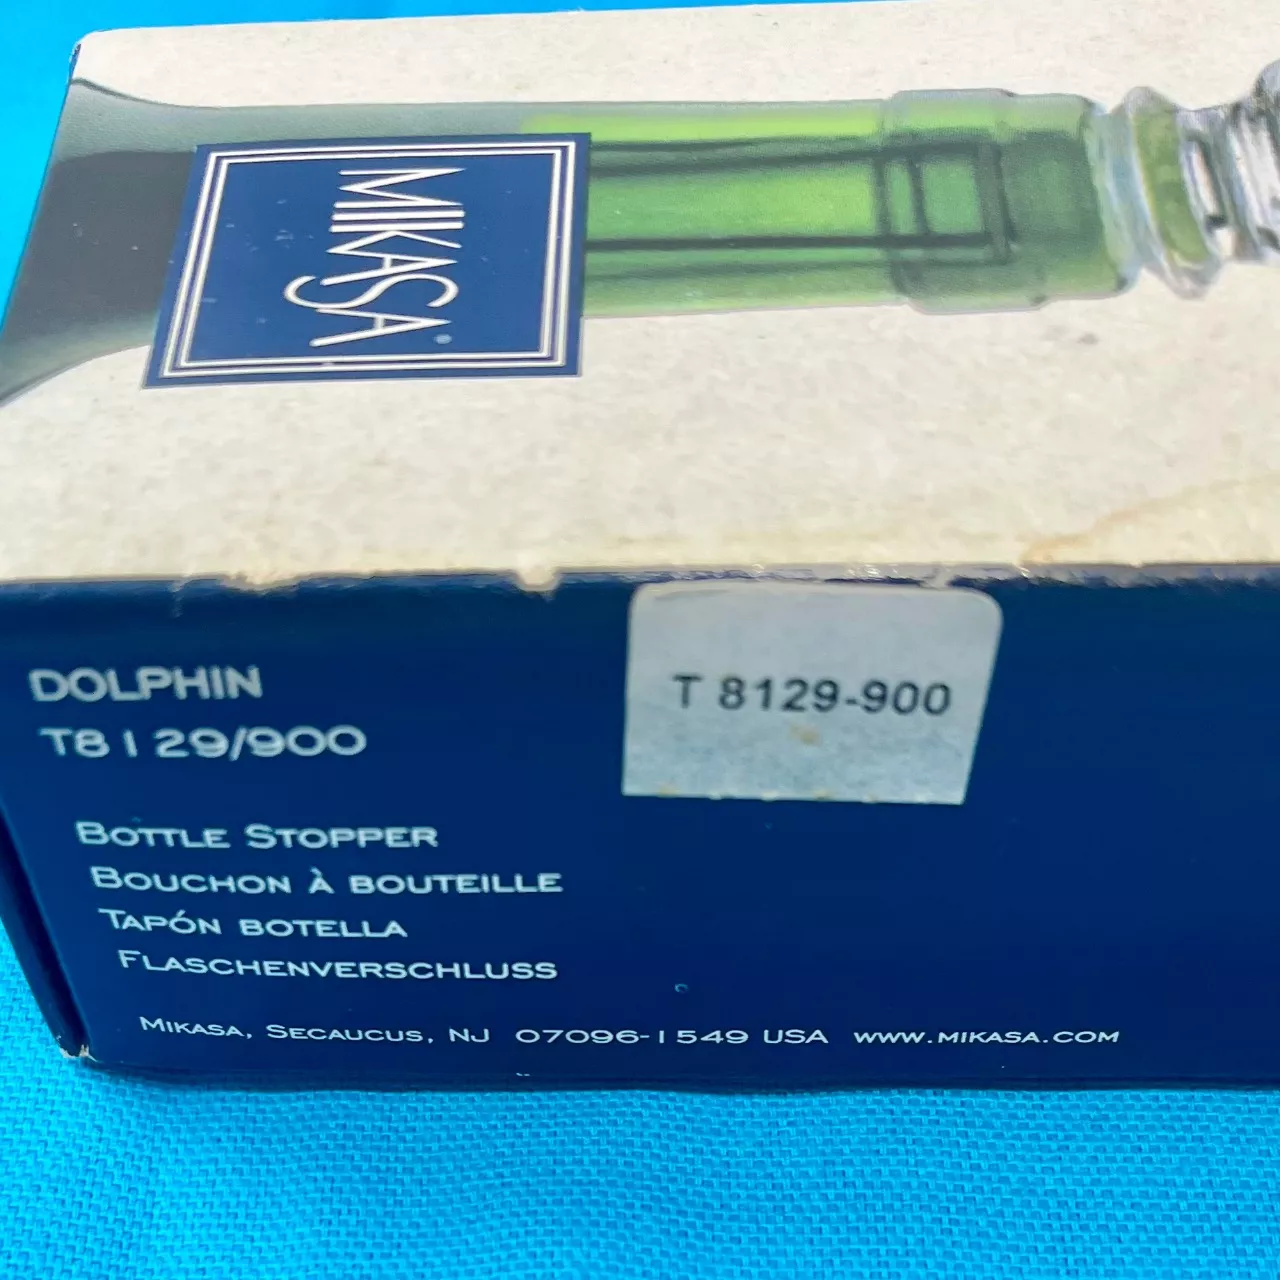 MIKASA®
DOLPHIN
T8129/900
T 8129-900
BOTTLE STOPPER
BOUCHON À BOUTEILLE
TAPÓN BOTELLA
FLASCHENVERSCHLUSS
MIKASA, SECAUCUS, NJ 07096-1549 USA WWW.MIKASA.COM